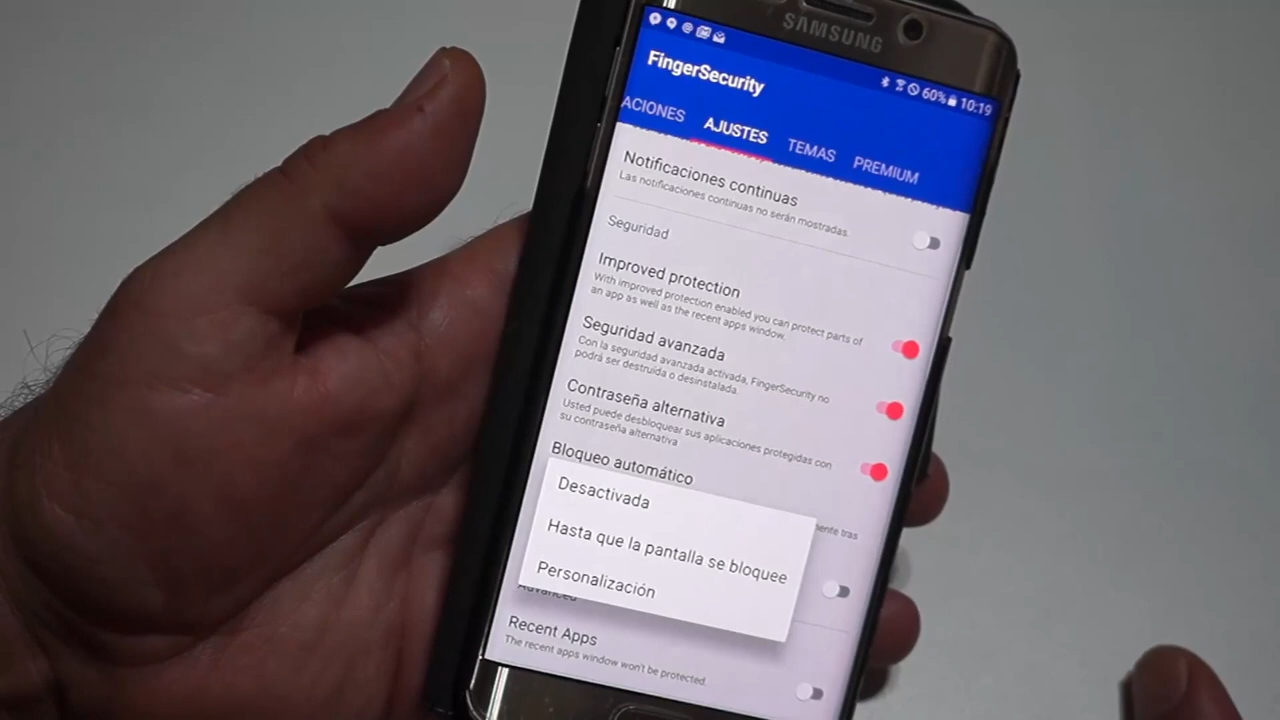 SAMSUNG
60% 10:19
FingerSecurity
ACIONES AJUSTES TEMAS PREMIUM
Notificaciones continuas
Las notificaciones continuas no serán mostradas.
Seguridad
Improved protection
With improved protection enabled you can protect parts of
an app as well as the recent apps window.
Seguridad avanzada
Con la seguridad avanzada activada, FingerSecurity no
podrá ser destruida o desinstalada.
Contraseña alternativa
Usted puede desbloquear sus aplicaciones protegidas con
su contraseña alternativa
Bloqueo automático
Desactivada
mente tras
Hasta que la pantalla se bloquee
Personalización
Advanced
Recent Apps
The recent apps window won't be protected.